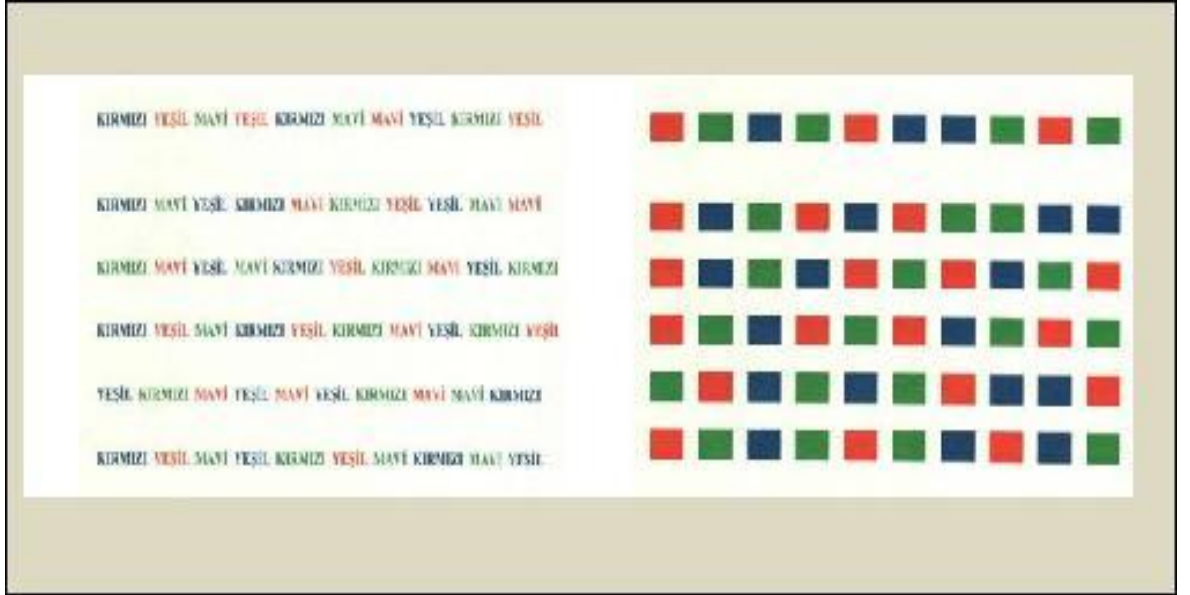 KIRMIZI YEŞİL MAVİ YEŞİL KIRMIZI MAVİ MAVİ YEŞİL KIRMIZI YEŞİL
KIRMIZI MAVİ YEŞİL KIRMIZI MAVİ KIRMIZI YEŞİL YEŞİL MAVİ MAVİ
KIRMIZI MAVİ YEŞİL MAVİ KIRMIZI YEŞİL KIRMIZI MAVİ YEŞİL KIRMIZI
KIRMIZI YEŞİL MAVİ KIRMIZI YEŞİL KIRMIZI MAVİ YEŞİL KIRMIZI YEŞİL
YEŞİL KIRMIZI MAVİ YEŞİL MAVİ YEŞİL KIRMIZI MAVİ MAVİ KIRMIZI
KIRMIZI YEŞİL MAVİ YEŞİL KIRMIZI YEŞİL MAVİ KIRMIZI MAVİ YEŞİL